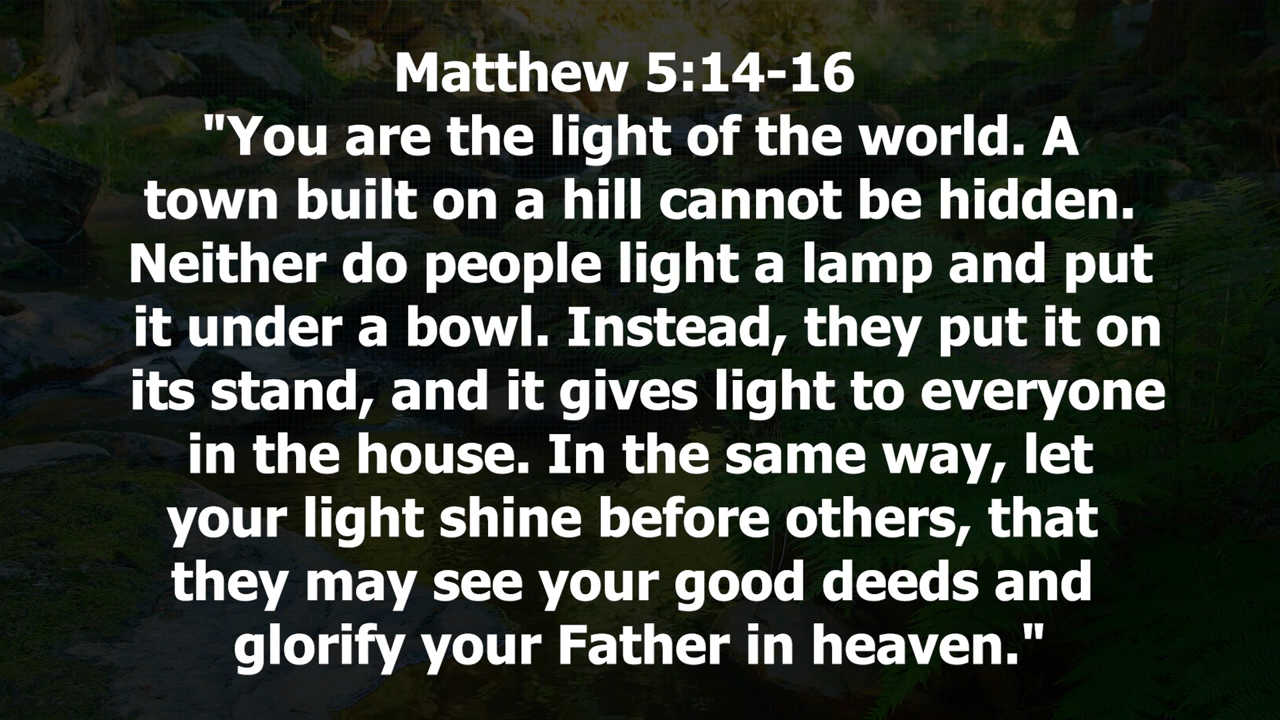 Matthew 5:14-16
"You are the light of the world. A
town built on a hill cannot be hidden.
Neither do people light a lamp and put
it under a bowl. Instead, they put it on
its stand, and it gives light to everyone
in the house. In the same way, let
your light shine before others, that
they may see your good deeds and
glorify your Father in heaven."